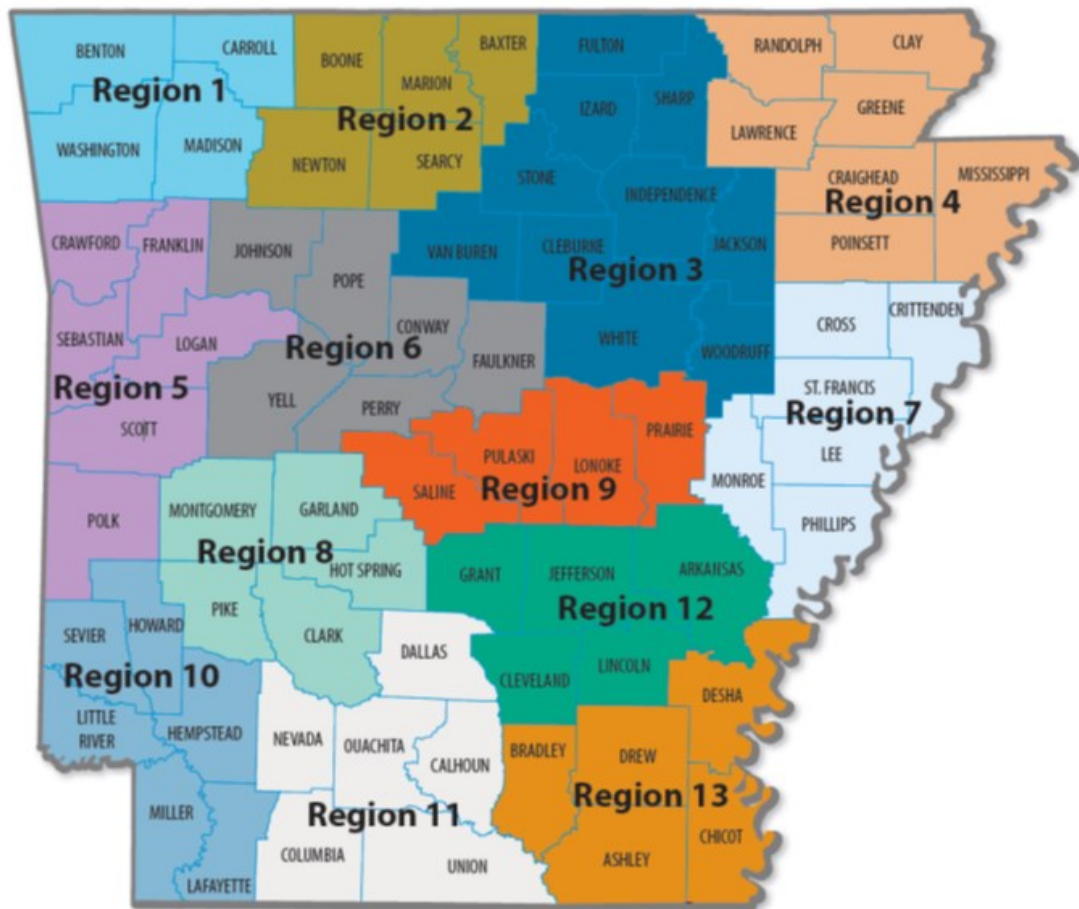 BENTON
CARROLL
Region 1
WASHINGTON
MADISON
BOONE
MARION
BAXTER
Region 2
NEWTON
SEARCY
FULTON
SHARP
IZARD
STONE
INDEPENDENCE
VAN BUREN
CLEBURNE
JACKSON
Region 3
WHITE
WOODRUFF
RANDOLPH
CLAY
GREENE
LAWRENCE
CRAIGHEAD
MISSISSIPPI
Region 4
POINSETT
CRAWFORD
FRANKLIN
SEBASTIAN
LOGAN
Region 5
SCOTT
POLK
JOHNSON
POPE
CONWAY
Region 6
FAULKNER
YELL
PERRY
CROSS
CRITTENDEN
ST. FRANCIS
Region 7
LEE
MONROE
PHILLIPS
MONTGOMERY
GARLAND
Region 8
HOT SPRING
PIKE
CLARK
PRAIRIE
PULASKI
LONOKE
SALINE
Region 9
HOWARD
SEVIER
Region 10
LITTLE
RIVER
HEMPSTEAD
MILLER
LAFAYETTE
DALLAS
NEVADA
OUACHITA
CALHOUN
Region 11
COLUMBIA
UNION
GRANT
JEFFERSON
ARKANSAS
Region 12
CLEVELAND
LINCOLN
DESHA
BRADLEY
DREW
Region 13
CHICOT
ASHLEY